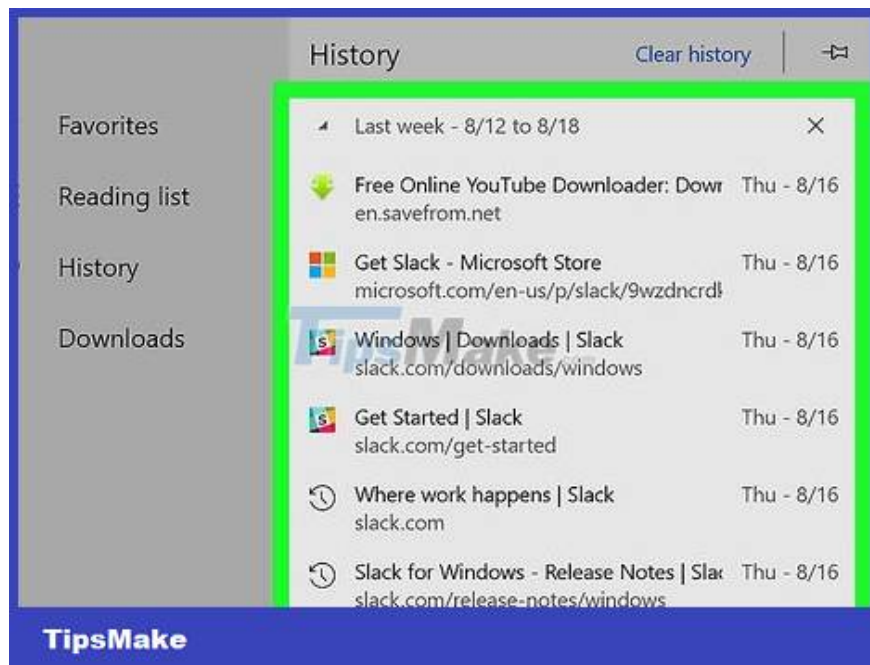 History Clear history
Favorites
Reading list
History
Downloads
Last week - 8/12 to 8/18
Free Online YouTube Downloader: Dowr Thu - 8/16
en.savefrom.net
Get Slack - Microsoft Store Thu - 8/16
microsoft.com/en-us/p/slack/9wzdncrdk
Windows | Downloads | Slack Thu - 8/16
slack.com/downloads/windows
TipsMake
Get Started | Slack Thu - 8/16
slack.com/get-started
Where work happens | Slack Thu - 8/16
slack.com
Slack for Windows - Release Notes | Slac Thu - 8/16
slack.com/release-notes/windows
TipsMake